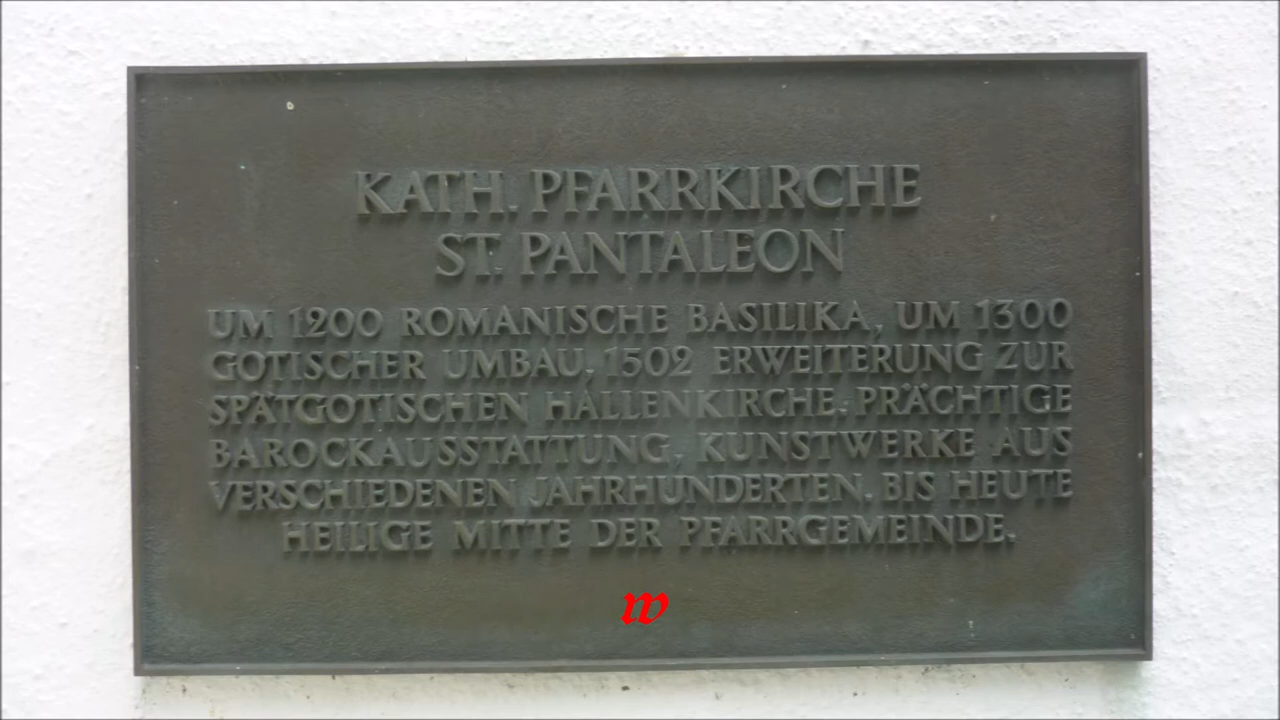 KATH. PFARRKIRCHE
ST. PANTALEON
UM 1200 ROMANISCHE BASILIKA, UM 1300
GOTISCHER UMBAU, 1502 ERWEITERUNG ZUR
SPÄTGOTISCHEN HALLENKIRCHE. PRÄCHTIGE
BAROCKAUSSTATTUNG, KUNSTWERKE AUS
VERSCHIEDENEN JAHRHUNDERTEN. BIS HEUTE
HEILIGE MITTE DER PFARRGEMEINDE.
w